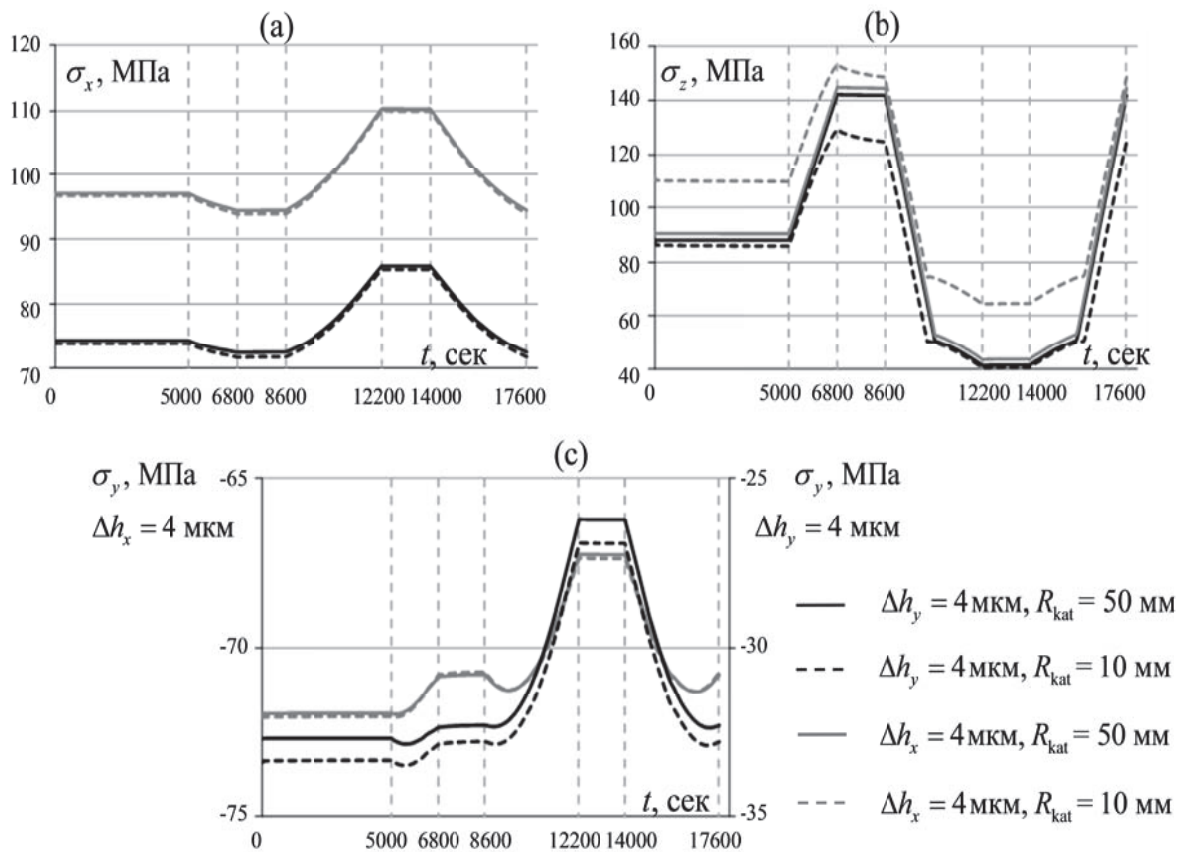 (a)
120
110
100
90
80
70
σx, МПа
t, сек
0 5000 6800 8600 12200 14000 17600
(b)
160
140
120
100
80
60
40
σz, МПа
t, сек
0 5000 6800 8600 12200 14000 17600
(c)
σy, МПа
Δhx = 4 мкм
-65
-70
-75
-25
-30
-35
σy, МПа
Δhy = 4 мкм
t, сек
0 5000 6800 8600 12200 14000 17600
Δhy = 4 мкм, Rkat = 50 мм
Δhy = 4 мкм, Rkat = 10 мм
Δhx = 4 мкм, Rkat = 50 мм
Δhx = 4 мкм, Rkat = 10 мм